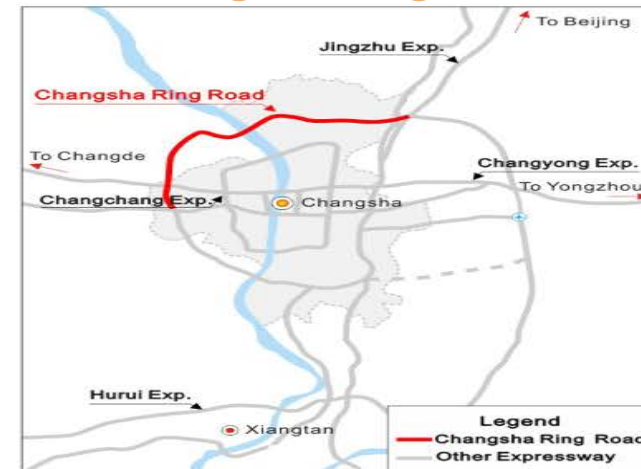 To Beijing
Jingzhu Exp.
Changsha Ring Road
To Changde
Changyong Exp.
To Yongzhou
Changchang Exp.
Changsha
Hurui Exp.
Xiangtan
Legend
Changsha Ring Road
Other Expressway